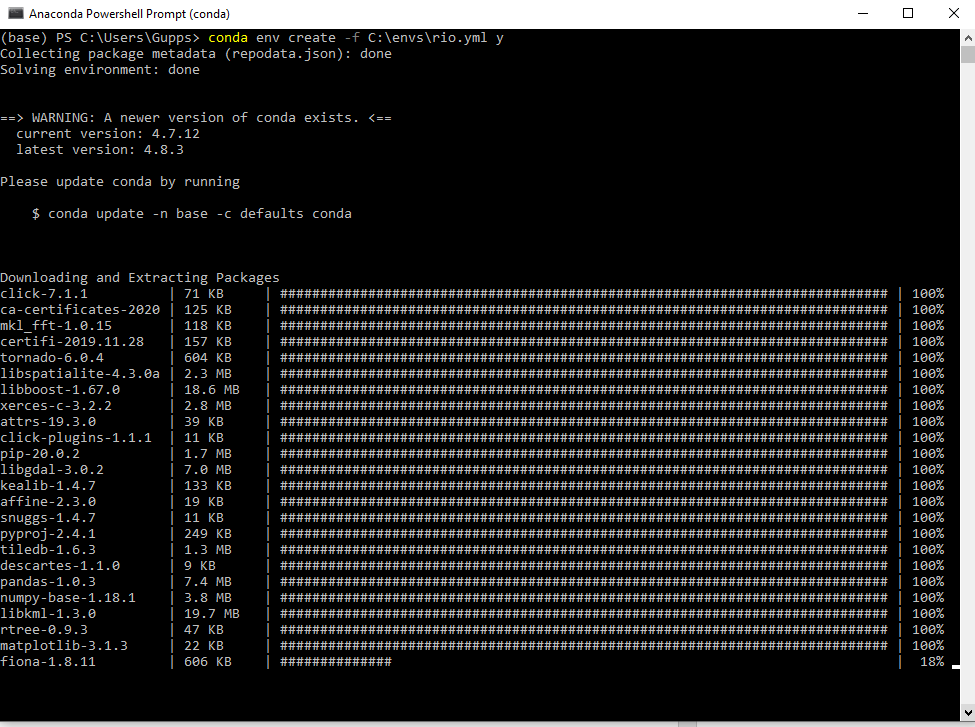 Anaconda Powershell Prompt (conda)
(base) PS C:\Users\Gupps> conda env create -f C:\envs\rio.yml y
Collecting package metadata (repodata.json): done
Solving environment: done
==> WARNING: A newer version of conda exists. <==
  current version: 4.7.12
  latest version: 4.8.3
Please update conda by running
    $ conda update -n base -c defaults conda
Downloading and Extracting Packages
click-7.1.1          | 71 KB     | ############################################################################ | 100%
ca-certificates-2020 | 125 KB    | ############################################################################ | 100%
mkl_fft-1.0.15       | 118 KB    | ############################################################################ | 100%
certifi-2019.11.28   | 157 KB    | ############################################################################ | 100%
tornado-6.0.4        | 604 KB    | ############################################################################ | 100%
libspatialite-4.3.0a | 2.3 MB    | ############################################################################ | 100%
libboost-1.67.0      | 18.6 MB   | ############################################################################ | 100%
xerces-c-3.2.2       | 2.8 MB    | ############################################################################ | 100%
attrs-19.3.0         | 39 KB     | ############################################################################ | 100%
click-plugins-1.1.1  | 11 KB     | ############################################################################ | 100%
pip-20.0.2           | 1.7 MB    | ############################################################################ | 100%
libgdal-3.0.2        | 7.0 MB    | ############################################################################ | 100%
kealib-1.4.7         | 133 KB    | ############################################################################ | 100%
affine-2.3.0         | 19 KB     | ############################################################################ | 100%
snuggs-1.4.7         | 11 KB     | ############################################################################ | 100%
pyproj-2.4.1         | 249 KB    | ############################################################################ | 100%
tiledb-1.6.3         | 1.3 MB    | ############################################################################ | 100%
descartes-1.1.0      | 9 KB      | ############################################################################ | 100%
pandas-1.0.3         | 7.4 MB    | ############################################################################ | 100%
numpy-base-1.18.1    | 3.8 MB    | ############################################################################ | 100%
libkml-1.3.0         | 19.7 MB   | ############################################################################ | 100%
rtree-0.9.3          | 47 KB     | ############################################################################ | 100%
matplotlib-3.1.3     | 22 KB     | ############################################################################ | 100%
fiona-1.8.11         | 606 KB    | ##############                                                               |  18%